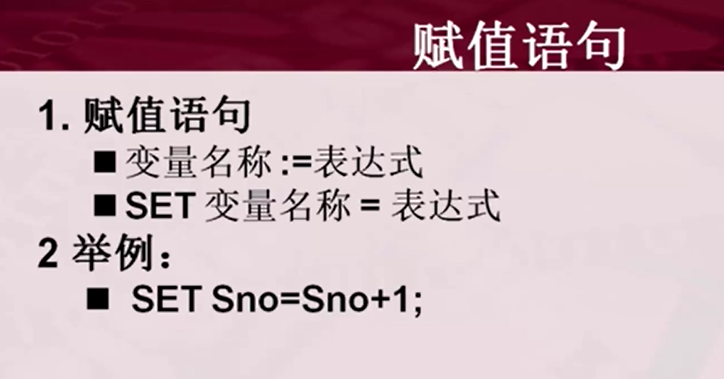 赋值语句
1. 赋值语句
■变量名称:=表达式
■SET 变量名称 = 表达式
2 举例：
■ SET Sno=Sno+1;